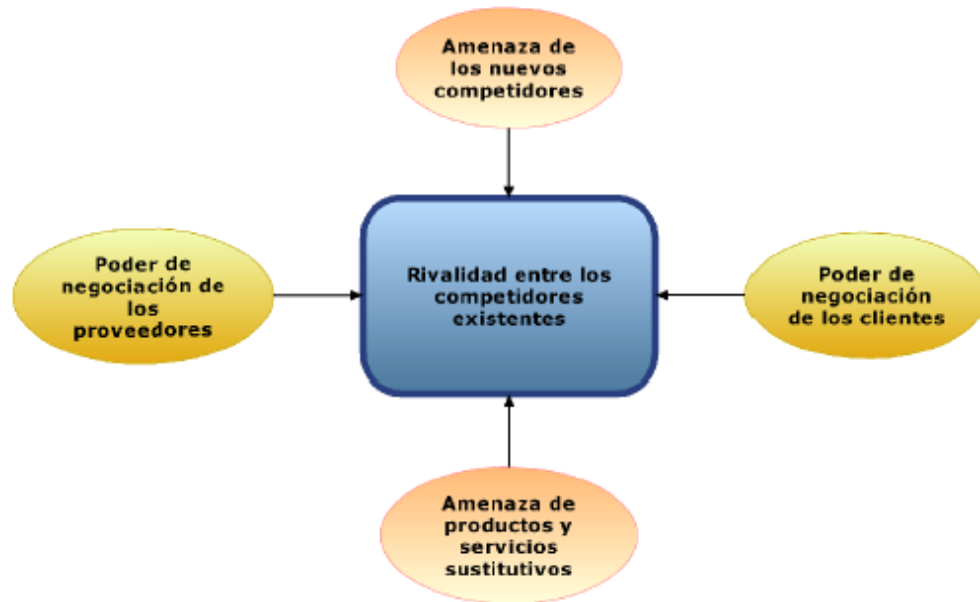 Amenaza de
los nuevos
competidores
Poder de
negociación de
los
proveedores
Rivalidad entre los
competidores
existentes
Poder de
negociación
de los clientes
Amenaza de
productos y
servicios
sustitutivos